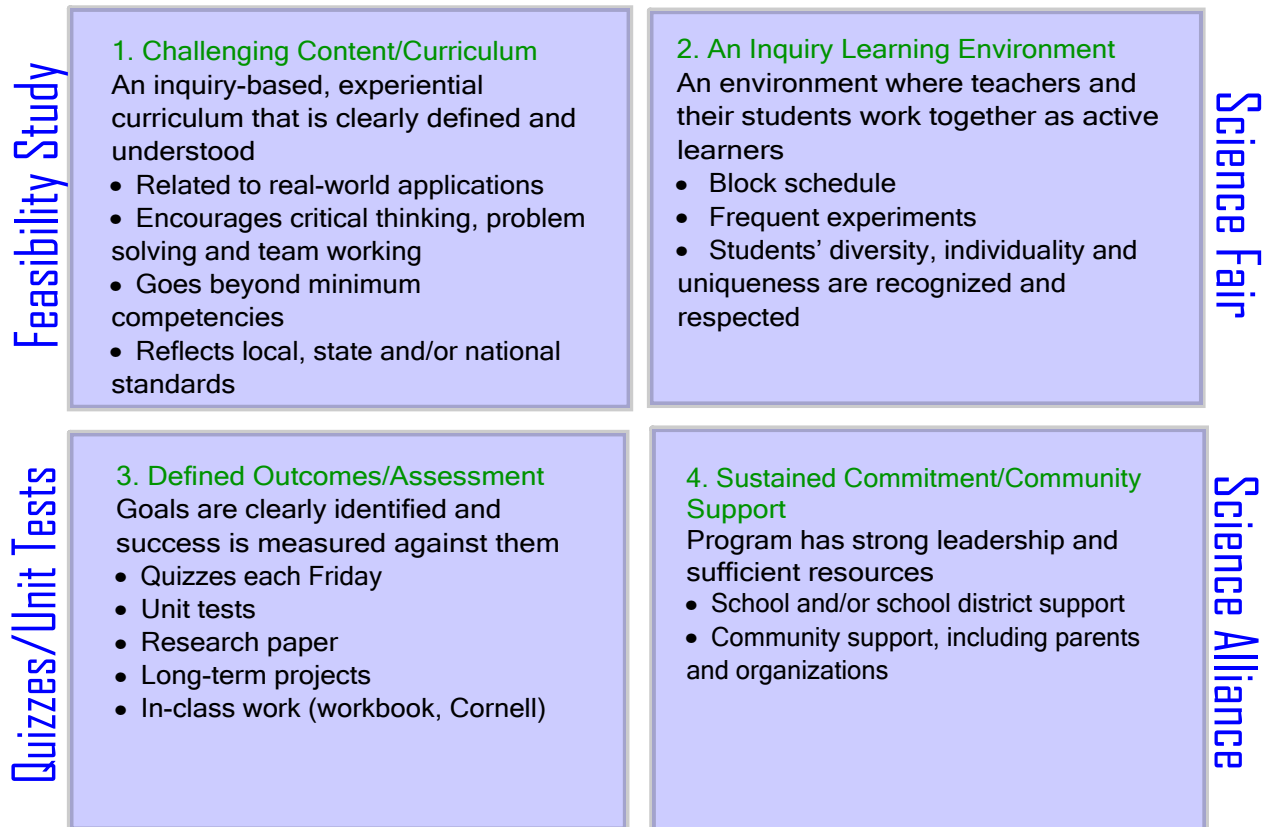 Feasibility Study
1. Challenging Content/Curriculum
An inquiry-based, experiential
curriculum that is clearly defined and
understood
• Related to real-world applications
• Encourages critical thinking, problem
solving and team working
• Goes beyond minimum
competencies
• Reflects local, state and/or national
standards
2. An Inquiry Learning Environment
An environment where teachers and
their students work together as active
learners
• Block schedule
• Frequent experiments
• Students’ diversity, individuality and
uniqueness are recognized and
respected
Science Fair
Quizzes/Unit Tests
3. Defined Outcomes/Assessment
Goals are clearly identified and
success is measured against them
• Quizzes each Friday
• Unit tests
• Research paper
• Long-term projects
• In-class work (workbook, Cornell)
4. Sustained Commitment/Community
Support
Program has strong leadership and
sufficient resources
• School and/or school district support
• Community support, including parents
and organizations
Science Alliance